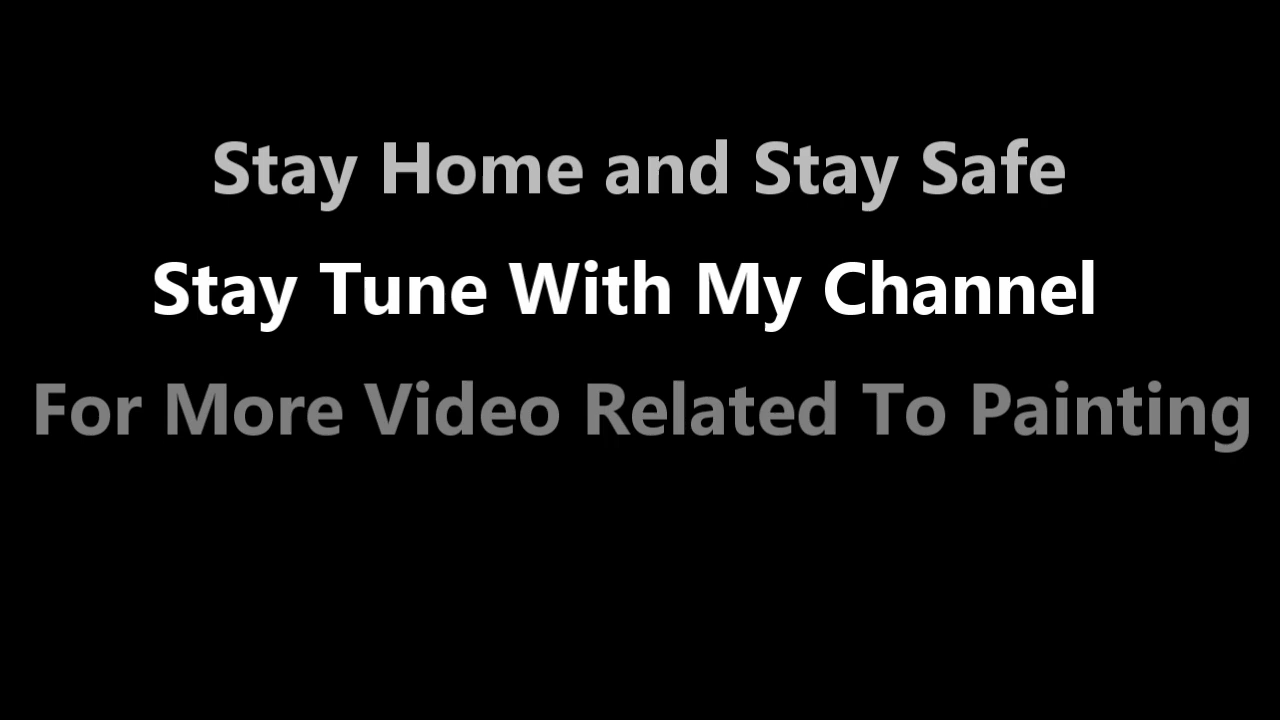 Stay Home and Stay Safe
Stay Tune With My Channel
For More Video Related To Painting